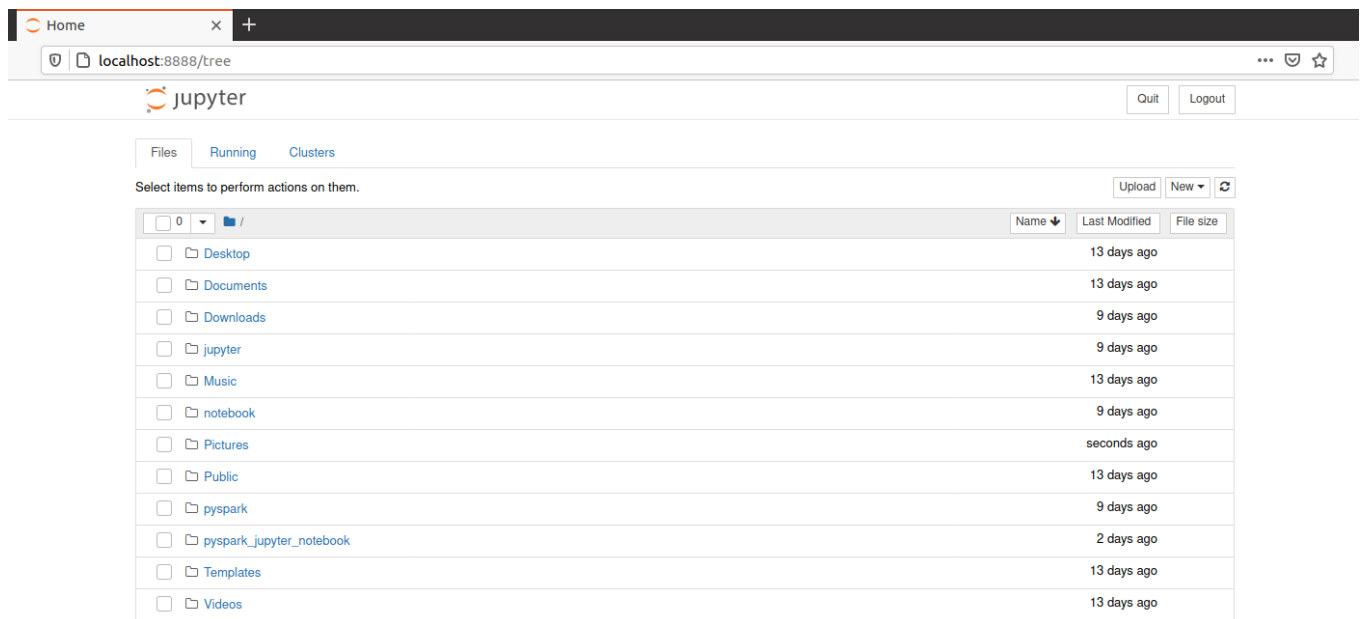 Home
localhost:8888/tree
jupyter
Quit Logout
Files Running Clusters
Select items to perform actions on them.
Upload New
0 / Name Last Modified File size
Desktop 13 days ago
Documents 13 days ago
Downloads 9 days ago
jupyter 9 days ago
Music 13 days ago
notebook 9 days ago
Pictures seconds ago
Public 13 days ago
pyspark 9 days ago
pyspark_jupyter_notebook 2 days ago
Templates 13 days ago
Videos 13 days ago